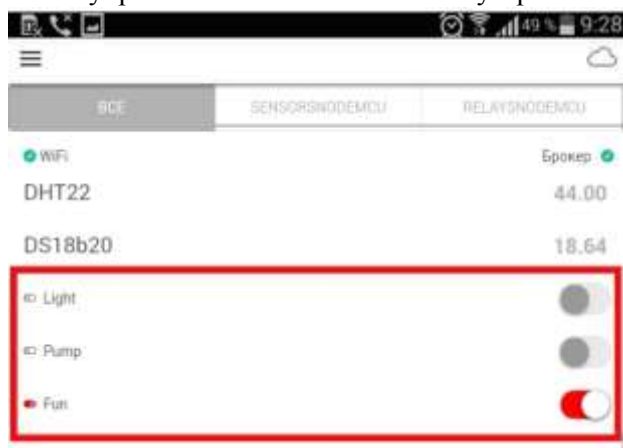 49 % 9:28
ВСЕ SENSORSNODEMCU RELAYSNODEMCU
WiFi Брокер
DHT22 44.00
DS18b20 18.64
Light
Pump
Fun